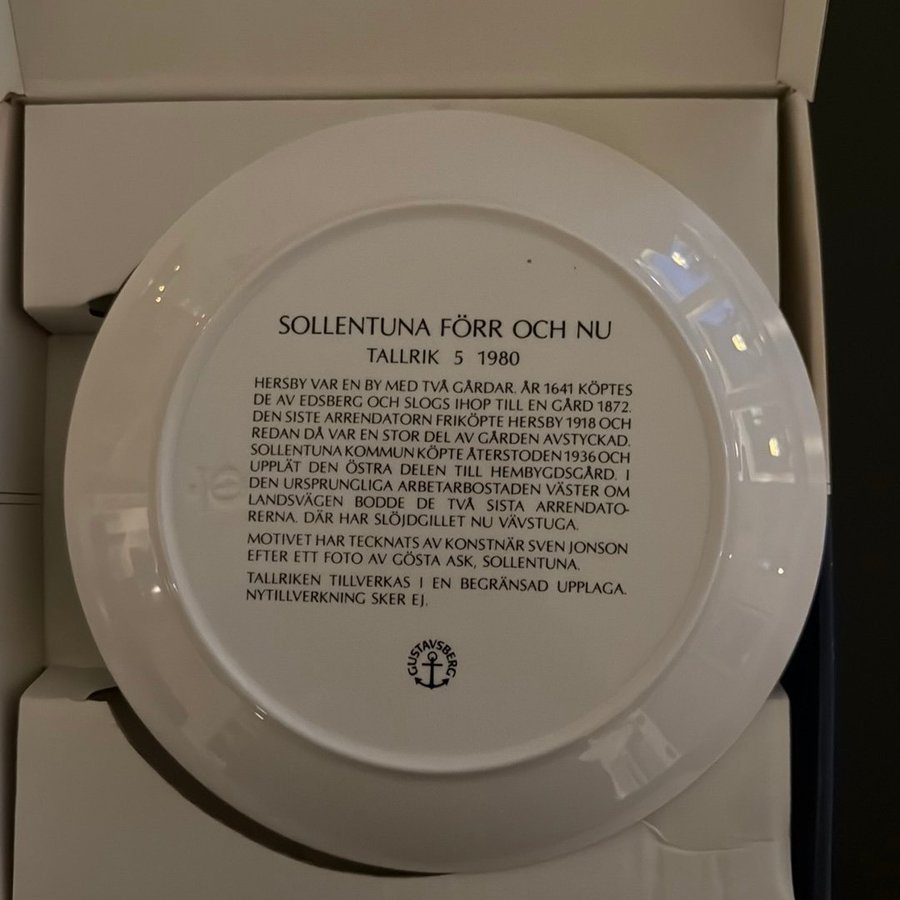 SOLLENTUNA FÖRR OCH NU
TALLRIK 5 1980
HERSBY VAR EN BY MED TVÅ GÅRDAR. ÅR 1641 KÖPTES
DE AV EDSBERG OCH SLOGS IHOP TILL EN GÅRD 1872.
DEN SISTE ARRENDATORN FRIKÖPTE HERSBY 1918 OCH
REDAN DÅ VAR EN STOR DEL AV GÅRDEN AVSTYCKAD.
SOLLENTUNA KOMMUN KÖPTE ÅTERSTODEN 1936 OCH
UPPLÄT DEN ÖSTRA DELEN TILL HEMBYGDSGÅRD. I
DEN URSPRUNGLIGA ARBETARBOSTADEN VÄSTER OM
LANDSVÄGEN BODDE DE TVÅ SISTA ARRENDATO-
RERNA. DÄR HAR SLÖJDGILLET NU VÄVSTUGA.
MOTIVET HAR TECKNATS AV KONSTNÄR SVEN JONSON
EFTER ETT FOTO AV GÖSTA ASK, SOLLENTUNA.
TALLRIKEN TILLVERKAS I EN BEGRÄNSAD UPPLAGA.
NYTILLVERKNING SKER EJ.
GUSTAVSBERG